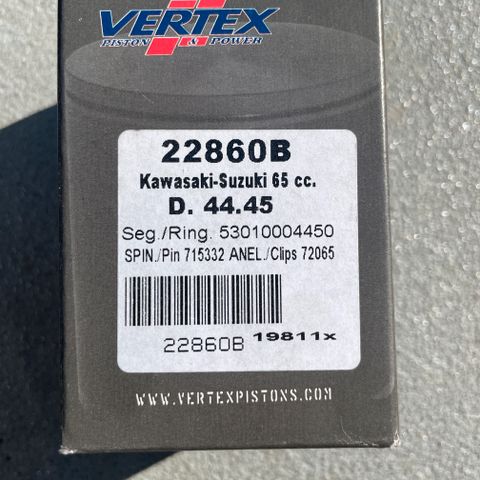 VERTEX
PISTON & POWER
22860B
Kawasaki-Suzuki 65 cc.
D. 44.45
Seg./Ring. 53010004450
SPIN./Pin 715332 ANEL./Clips 72065
22860B 19811x
WWW.VERTEXPISTONS.COM